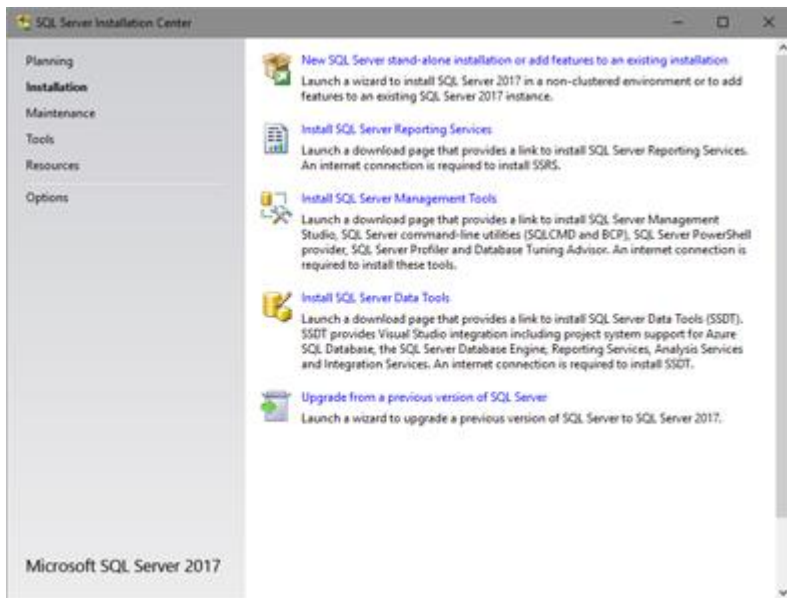 SQL Server Installation Center
Planning
Installation
Maintenance
Tools
Resources
Options
New SQL Server stand-alone installation or add features to an existing installation
Launch a wizard to install SQL Server 2017 in a non-clustered environment or to add
features to an existing SQL Server 2017 instance.
Install SQL Server Reporting Services
Launch a download page that provides a link to install SQL Server Reporting Services.
An internet connection is required to install SSRS.
Install SQL Server Management Tools
Launch a download page that provides a link to install SQL Server Management
Studio, SQL Server command-line utilities (SQLCMD and BCP), SQL Server PowerShell
provider, SQL Server Profiler and Database Tuning Advisor. An internet connection is
required to install these tools.
Install SQL Server Data Tools
Launch a download page that provides a link to install SQL Server Data Tools (SSDT).
SSDT provides Visual Studio integration including project system support for Azure
SQL Database, the SQL Server Database Engine, Reporting Services, Analysis Services
and Integration Services. An internet connection is required to install SSDT.
Upgrade from a previous version of SQL Server
Launch a wizard to upgrade a previous version of SQL Server to SQL Server 2017.
Microsoft SQL Server 2017